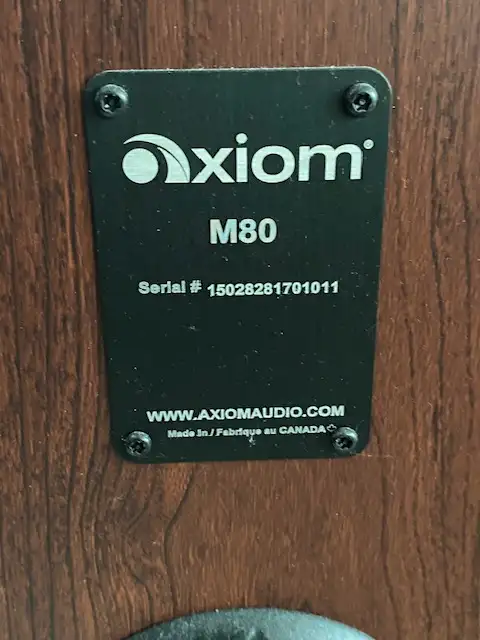 axiom®
M80
Serial # 15028281701011
WWW.AXIOMAUDIO.COM
Made in / Fabrique au CANADA